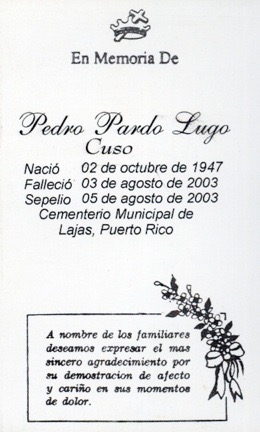 En Memoria De
Pedro Pardo Lugo
Cuso
Nació 02 de octubre de 1947
Falleció 03 de agosto de 2003
Sepelio 05 de agosto de 2003
Cementerio Municipal de
Lajas, Puerto Rico
A nombre de los familiares
deseamos expresar el mas
sincero agradecimiento por
su demostracion de afecto
y cariño en sus momentos
de dolor.